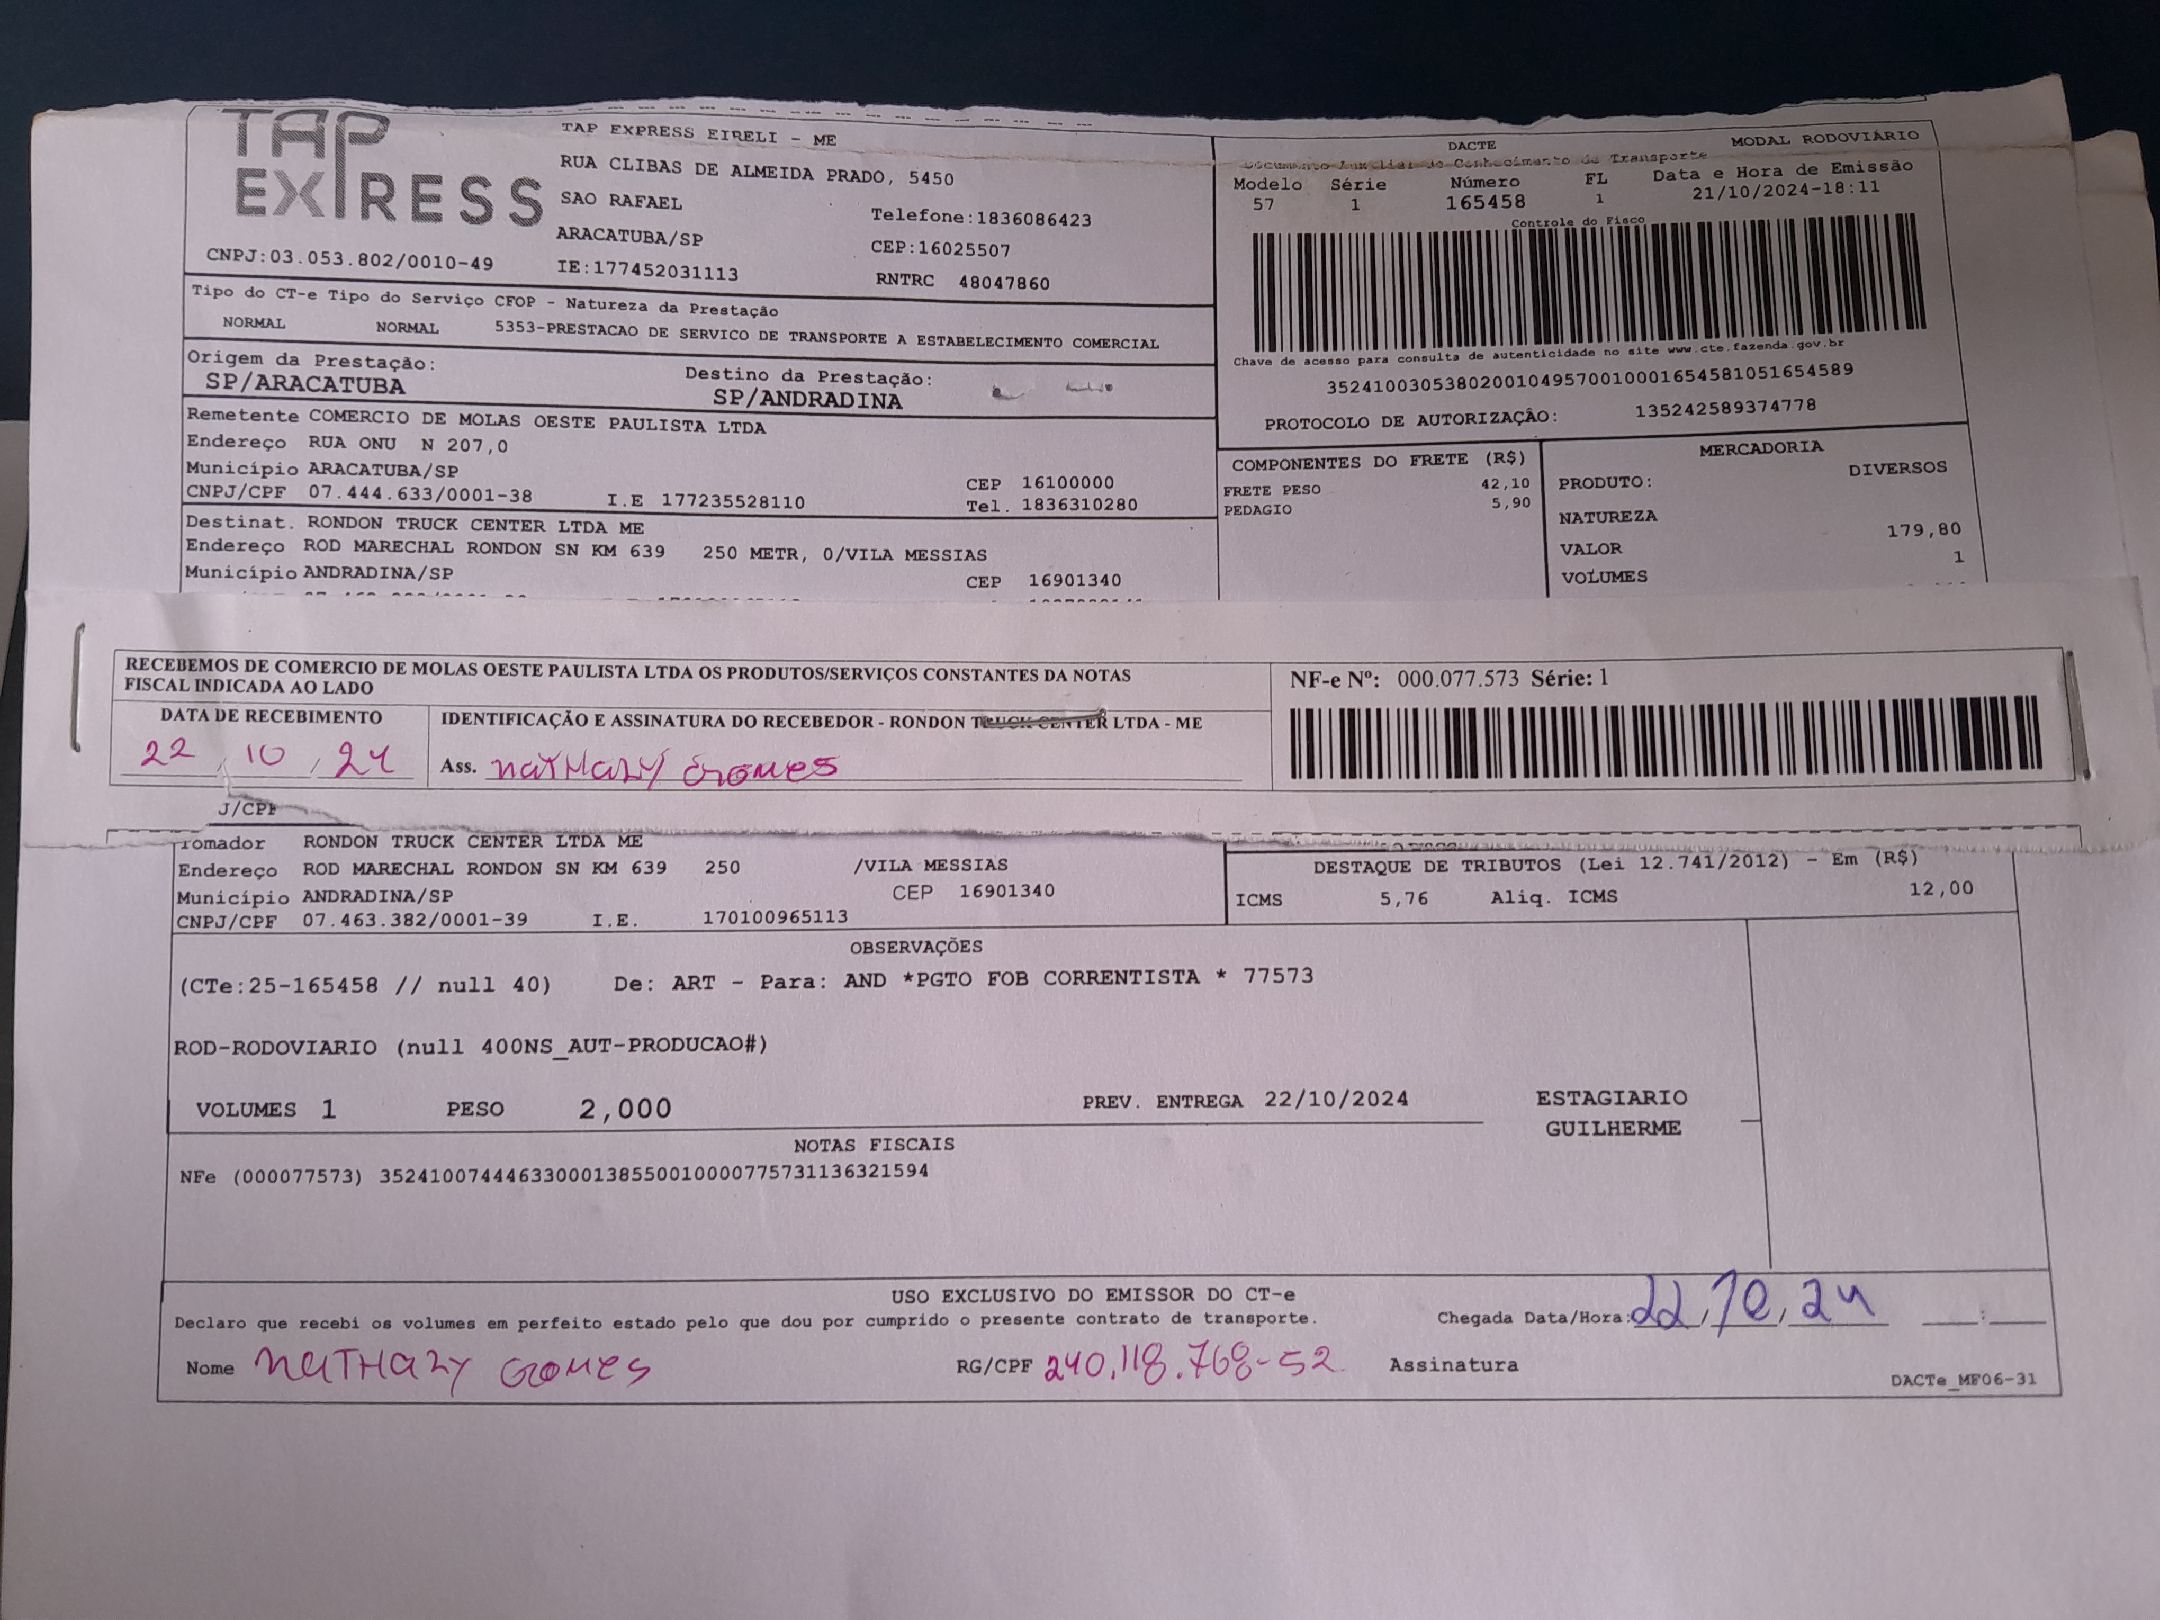 TAP EXPRESS
TAP EXPRESS EIRELI - ME
RUA CLIBAS DE ALMEIDA PRADO, 5450
SAO RAFAEL
Telefone:1836086423
ARACATUBA/SP
CEP:16025507
CNPJ:03.053.802/0010-49
IE:177452031113
RNTRC 48047860
DACTE
MODAL RODOVIÁRIO
Documento Auxiliar do Conhecimento de Transporte
Modelo Série Número FL Data e Hora de Emissão
57 1 165458 1 21/10/2024-18:11
Controle do Fisco
Chave de acesso para consulta de autenticidade no site www.cte.fazenda.gov.br
35241003053802001049570010001654581051654589
PROTOCOLO DE AUTORIZAÇÃO: 135242589374778
Tipo do CT-e Tipo do Serviço CFOP - Natureza da Prestação
NORMAL NORMAL 5353-PRESTACAO DE SERVICO DE TRANSPORTE A ESTABELECIMENTO COMERCIAL
Origem da Prestação: Destino da Prestação:
SP/ARACATUBA SP/ANDRADINA
Remetente COMERCIO DE MOLAS OESTE PAULISTA LTDA
Endereço RUA ONU N 207,0
Município ARACATUBA/SP CEP 16100000
CNPJ/CPF 07.444.633/0001-38 I.E 177235528110 Tel. 1836310280
Destinat. RONDON TRUCK CENTER LTDA ME
Endereço ROD MARECHAL RONDON SN KM 639 250 METR, 0/VILA MESSIAS
Município ANDRADINA/SP CEP 16901340
COMPONENTES DO FRETE (R$)
FRETE PESO 42,10
PEDAGIO 5,90
MERCADORIA
PRODUTO: DIVERSOS
NATUREZA
VALOR 179,80
VOLUMES 1
RECEBEMOS DE COMERCIO DE MOLAS OESTE PAULISTA LTDA OS PRODUTOS/SERVIÇOS CONSTANTES DA NOTAS
FISCAL INDICADA AO LADO
NF-e Nº: 000.077.573 Série: 1
DATA DE RECEBIMENTO
22 10 24
IDENTIFICAÇÃO E ASSINATURA DO RECEBEDOR - RONDON TRUCK CENTER LTDA - ME
Ass. NATHALY GOMES
J/CPF
Tomador RONDON TRUCK CENTER LTDA ME
Endereço ROD MARECHAL RONDON SN KM 639 250 /VILA MESSIAS
Município ANDRADINA/SP CEP 16901340
CNPJ/CPF 07.463.382/0001-39 I.E. 170100965113
DESTAQUE DE TRIBUTOS (Lei 12.741/2012) - Em (R$)
ICMS 5,76 Aliq. ICMS 12,00
OBSERVAÇÕES
(CTe:25-165458 // null 40) De: ART - Para: AND *PGTO FOB CORRENTISTA * 77573
ROD-RODOVIARIO (null 400NS_AUT-PRODUCAO#)
VOLUMES 1 PESO 2,000 PREV. ENTREGA 22/10/2024 ESTAGIARIO
GUILHERME
NOTAS FISCAIS
NFe (000077573) 35241007444633000138550010000775731136321594
USO EXCLUSIVO DO EMISSOR DO CT-e
Declaro que recebi os volumes em perfeito estado pelo que dou por cumprido o presente contrato de transporte. Chegada Data/Hora: 22/10/24 :
Nome NATHALY GOMES RG/CPF 240.118.768-52 Assinatura
DACTe_MF06-31